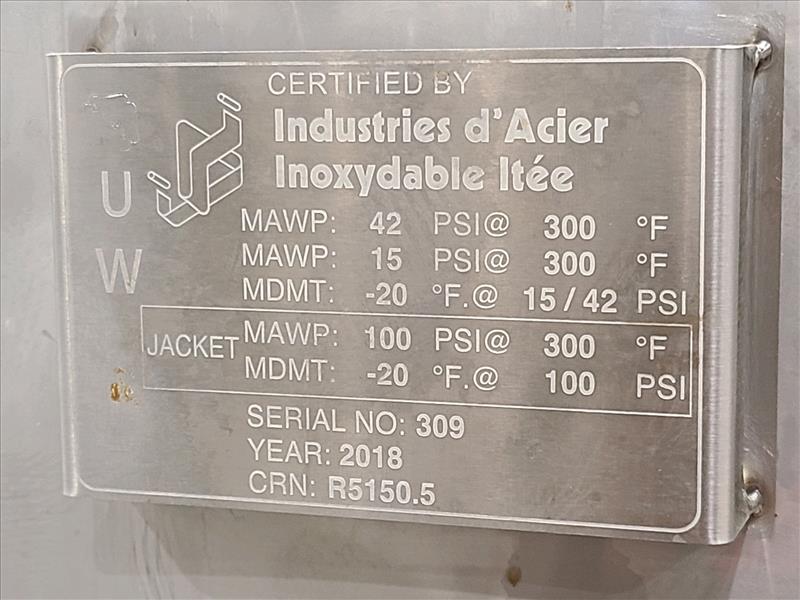 CERTIFIED BY
Industries d'Acier
Inoxydable ltée
U
W
MAWP: 42 PSI@ 300 °F
MAWP: 15 PSI@ 300 °F
MDMT: -20 °F.@ 15 / 42 PSI
JACKET
MAWP: 100 PSI@ 300 °F
MDMT: -20 °F.@ 100 PSI
SERIAL NO: 309
YEAR: 2018
CRN: R5150.5